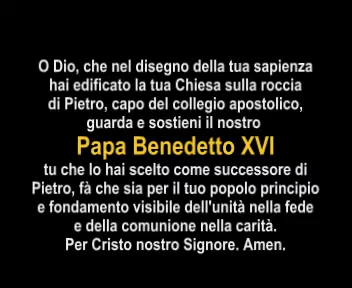 O Dio, che nel disegno della tua sapienza
hai edificato la tua Chiesa sulla roccia
di Pietro, capo del collegio apostolico,
guarda e sostieni il nostro
Papa Benedetto XVI
tu che lo hai scelto come successore di
Pietro, fà che sia per il tuo popolo principio
e fondamento visibile dell'unità nella fede
e della comunione nella carità.
Per Cristo nostro Signore. Amen.